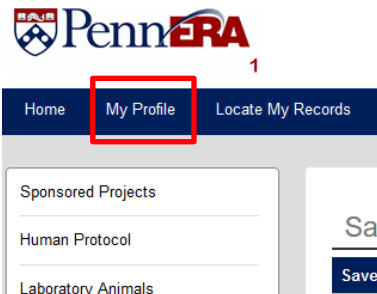 PennERA
1
Home My Profile Locate My Records
Sponsored Projects
Human Protocol
Laboratory Animals
Sa
Save